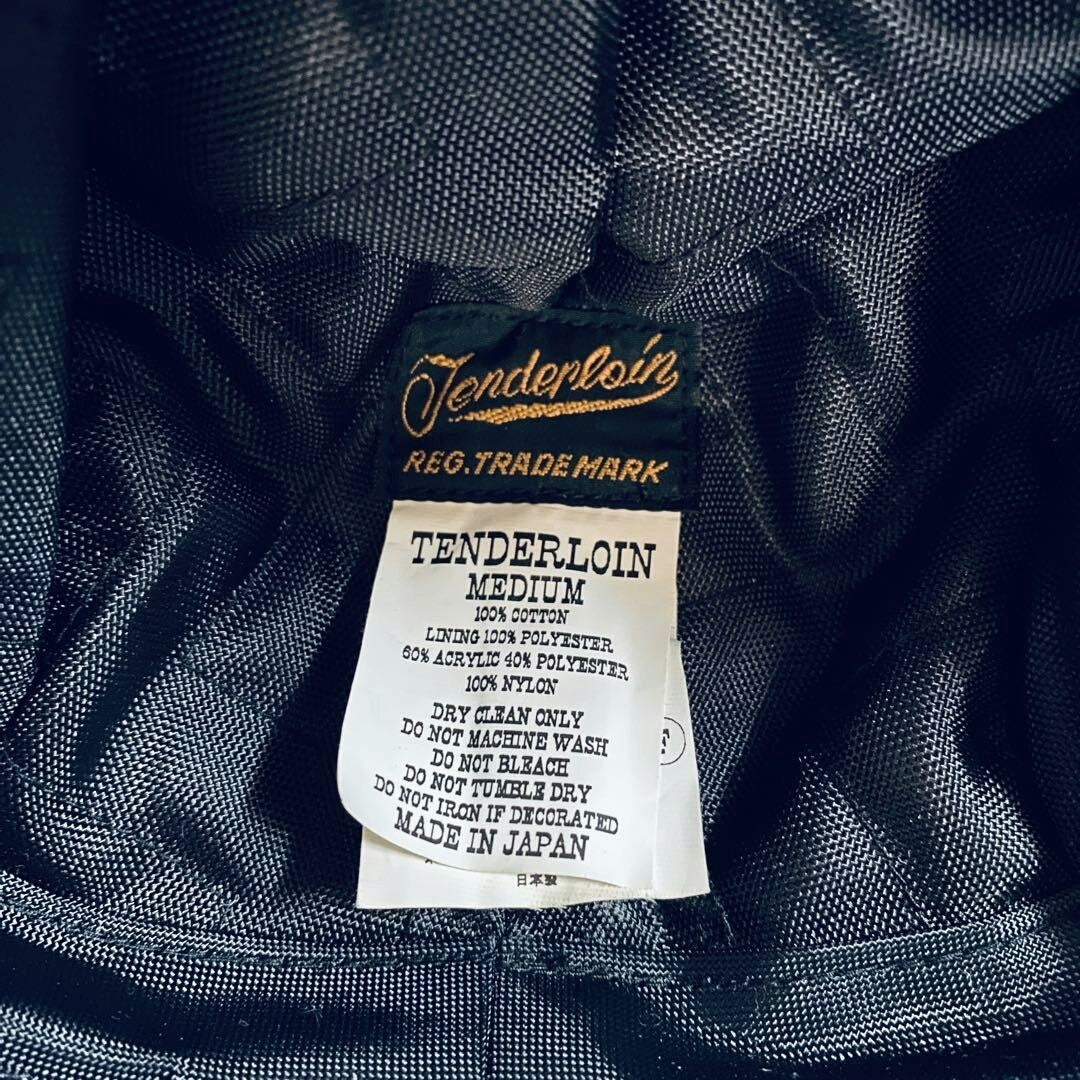 Tenderloin
REG. TRADEMARK
TENDERLOIN
MEDIUM
100% COTTON
LINING 100% POLYESTER
60% ACRYLIC 40% POLYESTER
100% NYLON
DRY CLEAN ONLY
DO NOT MACHINE WASH
DO NOT BLEACH
DO NOT TUMBLE DRY
DO NOT IRON IF DECORATED
MADE IN JAPAN
F
日本製